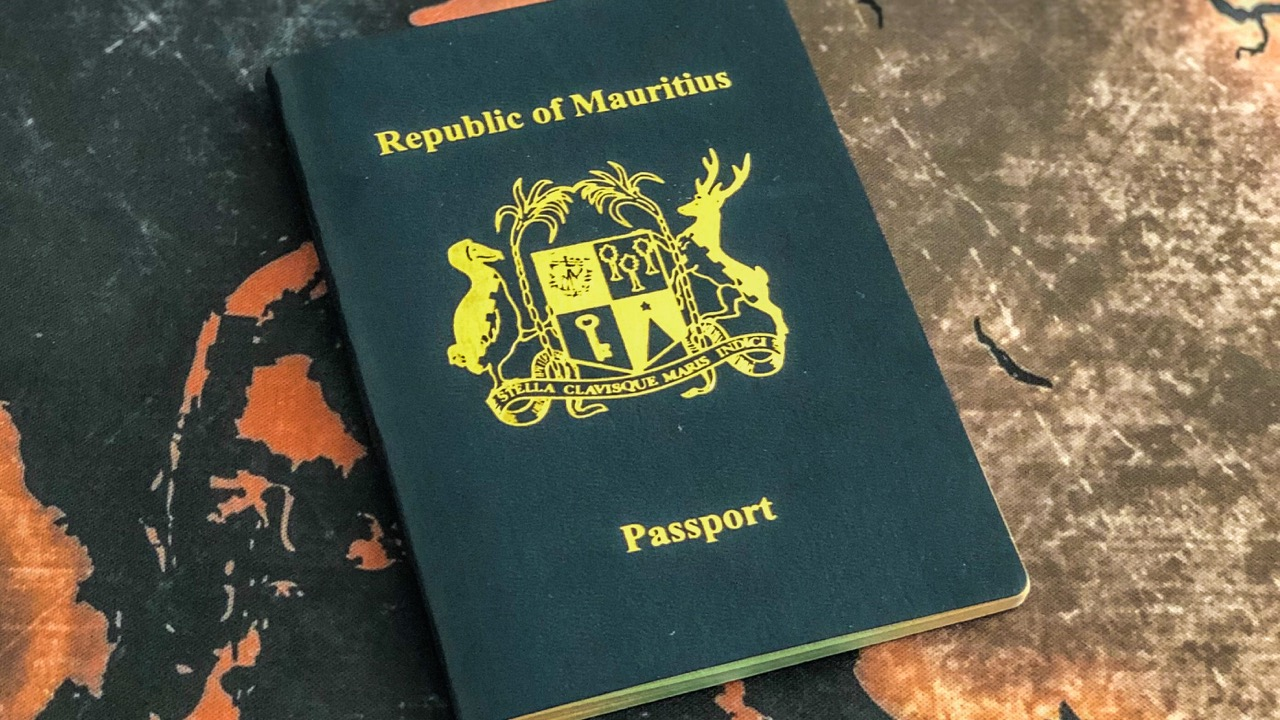 Republic of Mauritius
STELLA CLAVISQUE MARIS INDICI
Passport